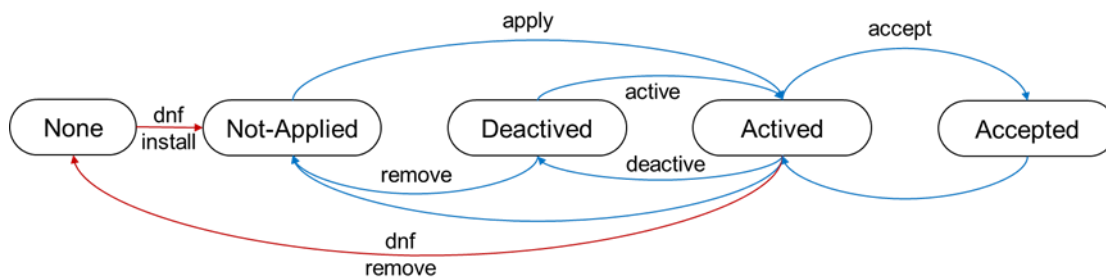 apply
accept
dnf
install
active
None
Not-Applied
Deactived
Actived
Accepted
remove
deactive
dnf
remove